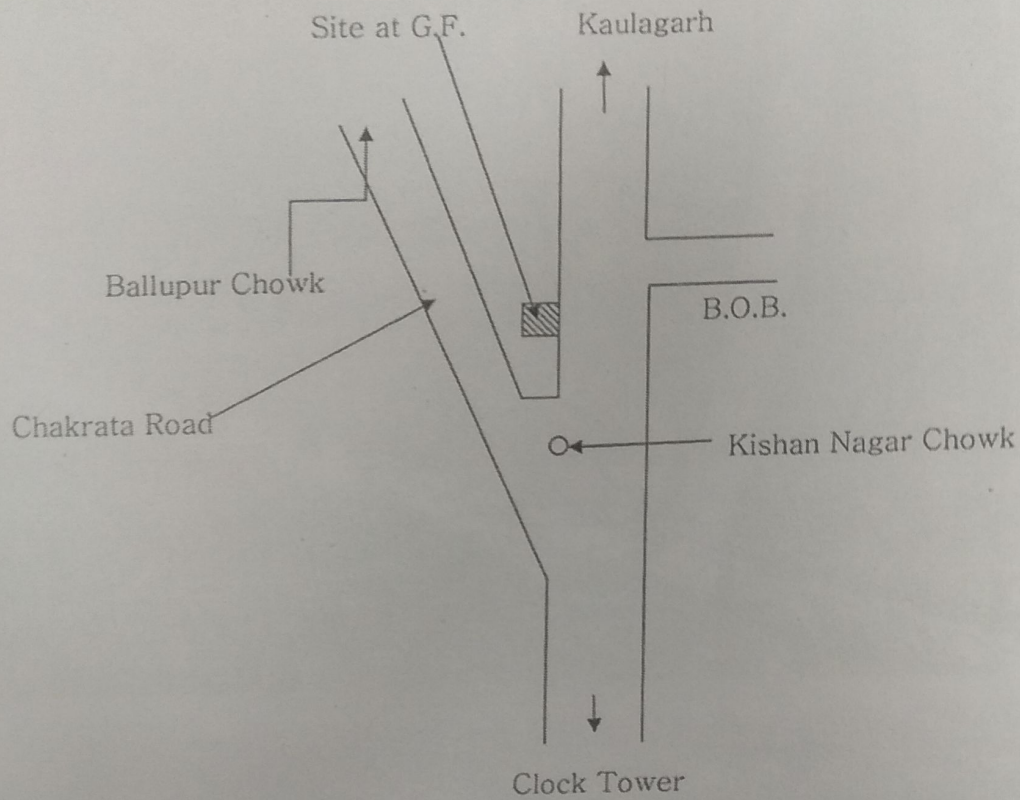 Site at G.F.
Kaulagarh
Ballupur Chowk
B.O.B.
Chakrata Road
Kishan Nagar Chowk
Clock Tower